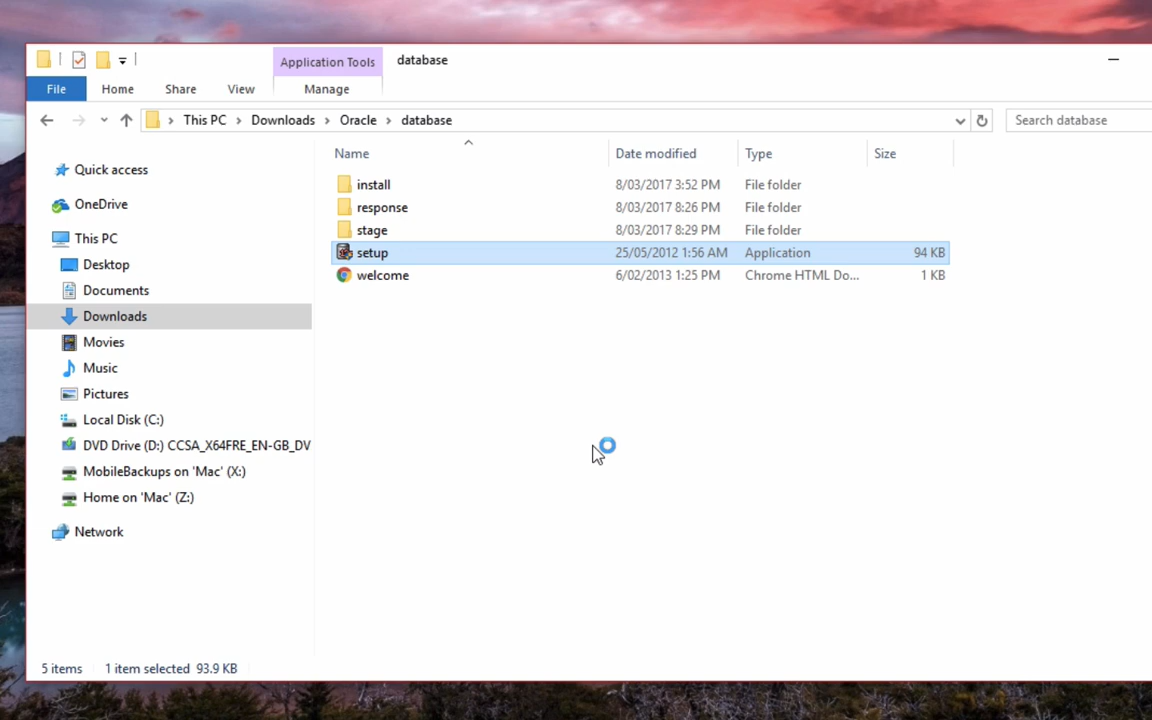 Application Tools database
File Home Share View Manage
This PC Downloads Oracle database Search database
Name Date modified Type Size
install 8/03/2017 3:52 PM File folder
response 8/03/2017 8:26 PM File folder
stage 8/03/2017 8:29 PM File folder
setup 25/05/2012 1:56 AM Application 94 KB
welcome 6/02/2013 1:25 PM Chrome HTML Do... 1 KB
Quick access
OneDrive
This PC
Desktop
Documents
Downloads
Movies
Music
Pictures
Local Disk (C:)
DVD Drive (D:) CCSA_X64FRE_EN-GB_DV
MobileBackups on 'Mac' (X:)
Home on 'Mac' (Z:)
Network
5 items 1 item selected 93.9 KB